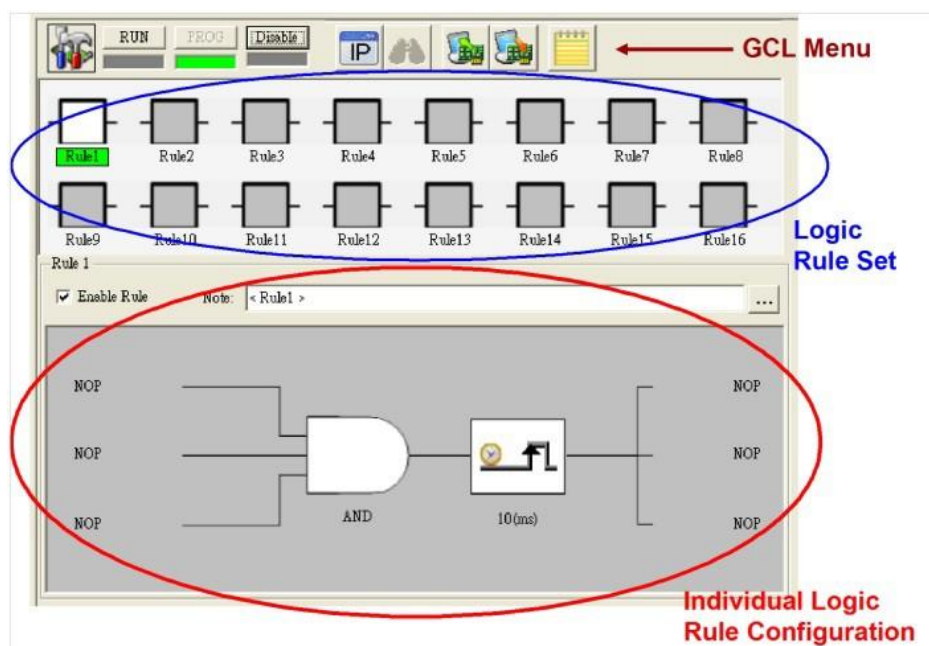 RUN PROG Disable IP GCL Menu
Rule1 Rule2 Rule3 Rule4 Rule5 Rule6 Rule7 Rule8
Rule9 Rule10 Rule11 Rule12 Rule13 Rule14 Rule15 Rule16
Logic
Rule Set
Rule 1
Enable Rule Note: < Rule1 > ...
NOP NOP
NOP NOP
AND 10(ms)
NOP NOP
Individual Logic
Rule Configuration